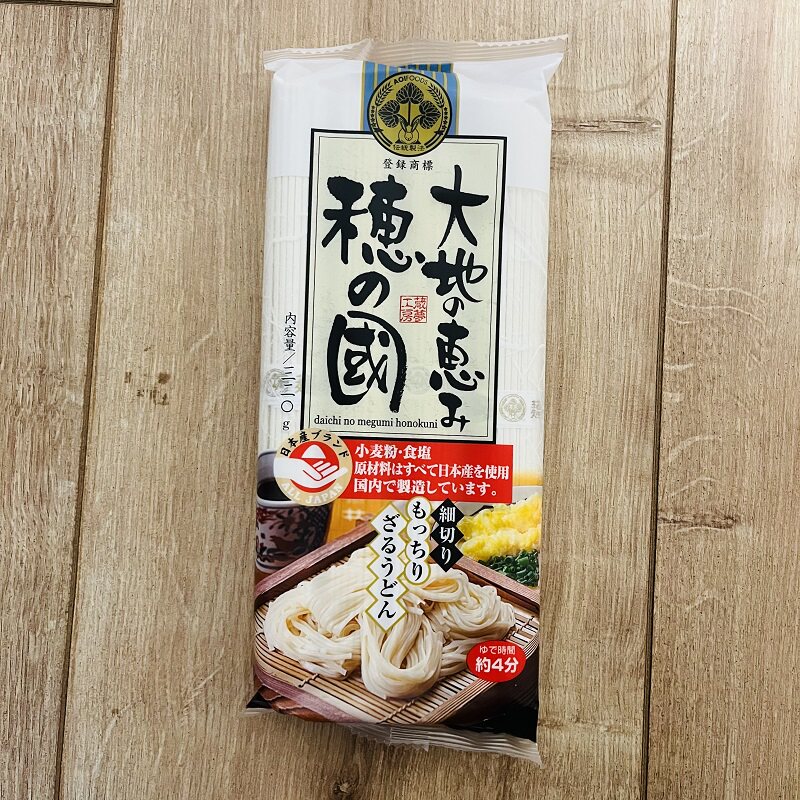 AOIFOODS
伝統製法
登録商標
大地の恵み
穂の國
蔵夢
工房
daichi no megumi honokuni
内容量/三二〇g
日本産ブランド
ALL JAPAN
小麦粉・食塩
原材料はすべて日本産を使用
国内で製造しています。
細切り
もっちり
ざるうどん
ゆで時間
約4分